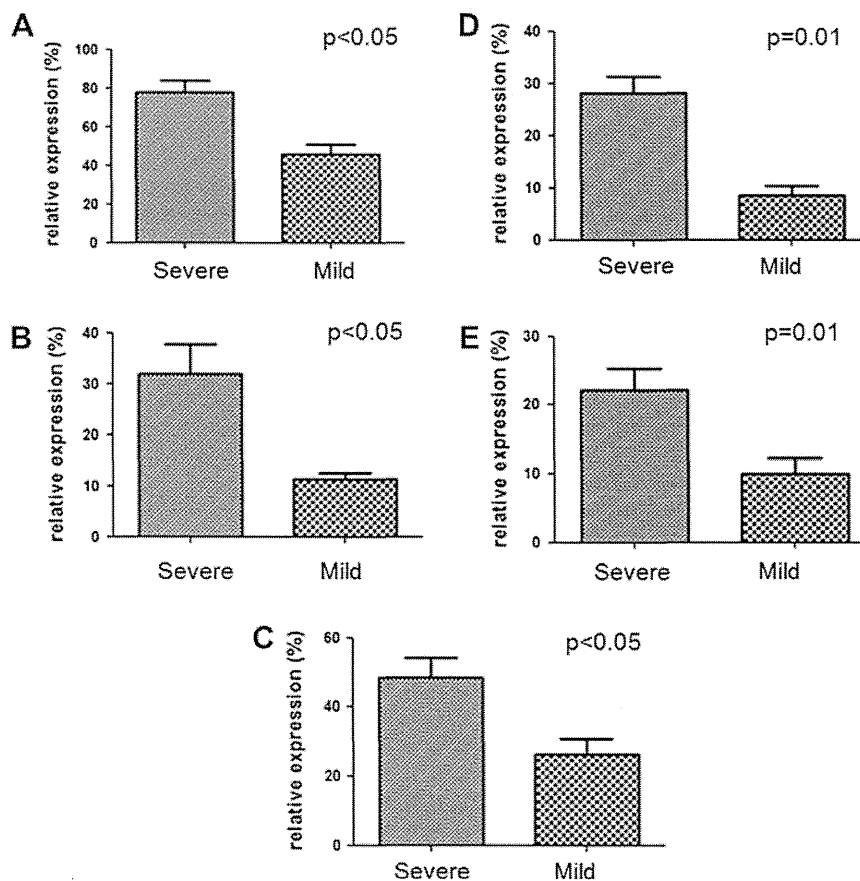 A
p<0.05
relative expression (%)
100
80
60
40
20
0
Severe
Mild
D
p=0.01
relative expression (%)
40
30
20
10
0
Severe
Mild
B
p<0.05
relative expression (%)
40
30
20
10
0
Severe
Mild
E
p=0.01
relative expression (%)
30
20
10
0
Severe
Mild
C
p<0.05
relative expression (%)
60
40
20
0
Severe
Mild